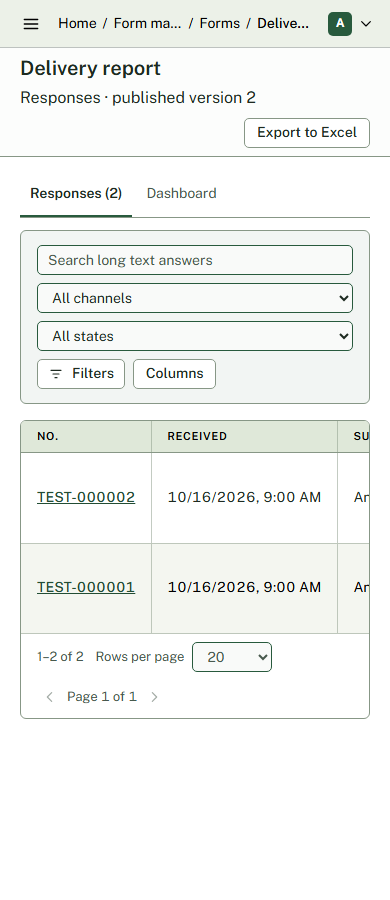 Home / Form ma... / Forms / Delive... A
Delivery report
Responses · published version 2
Export to Excel
Responses (2) Dashboard
Search long text answers
All channels
All states
Filters Columns
NO. RECEIVED SU
TEST-000002 10/16/2026, 9:00 AM
TEST-000001 10/16/2026, 9:00 AM
1–2 of 2 Rows per page 20
Page 1 of 1